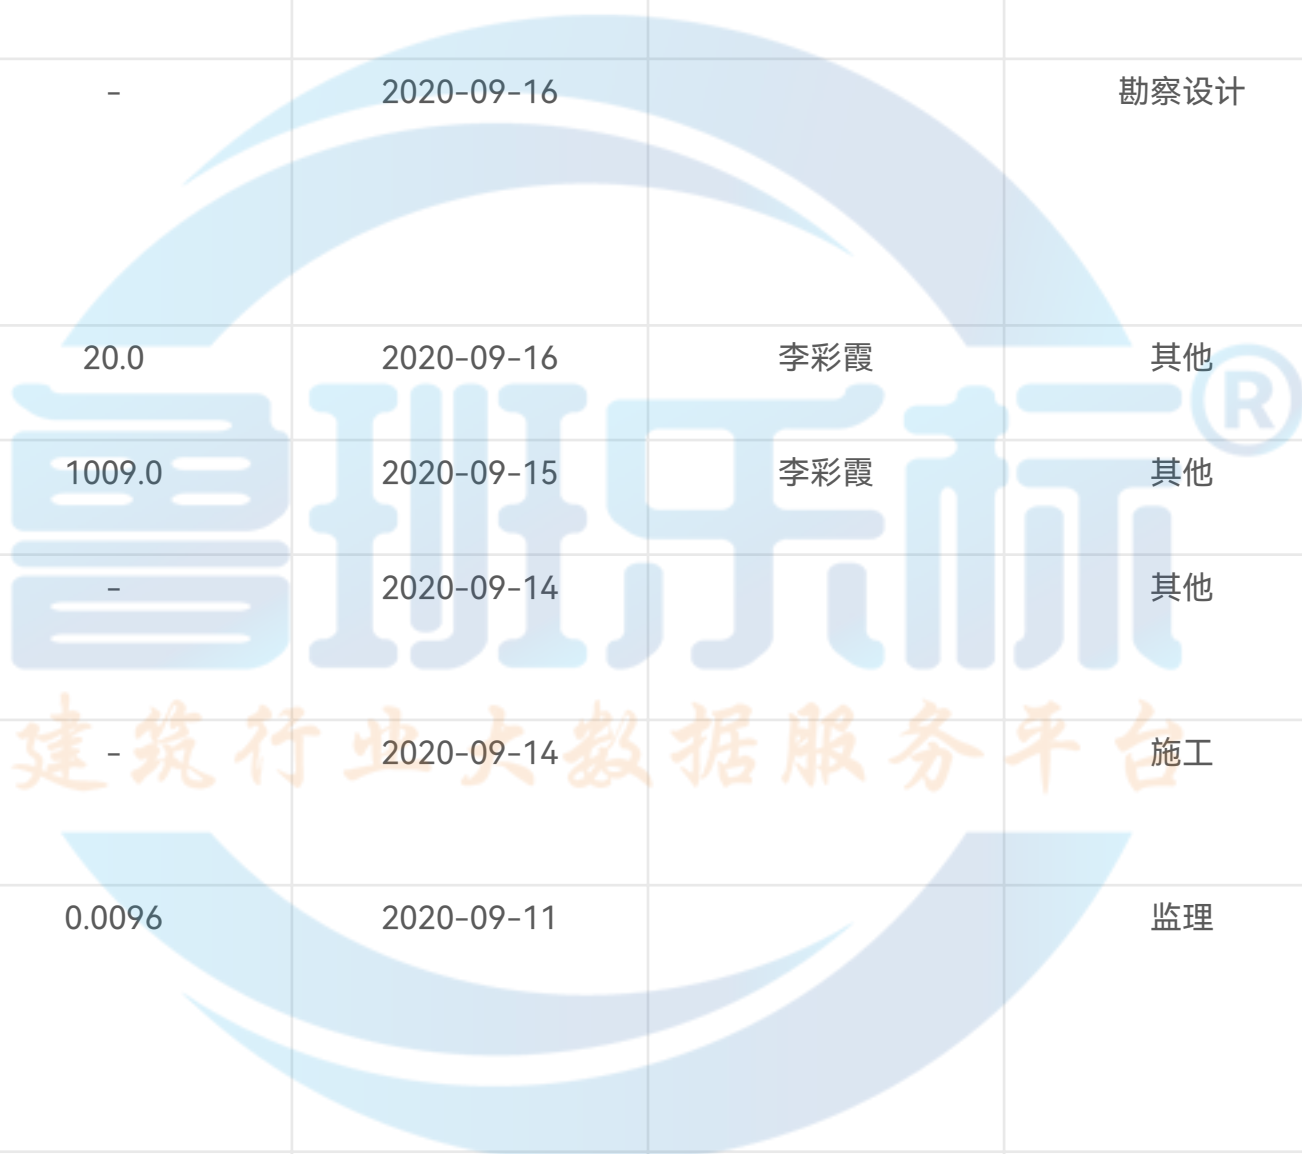 - 2020-09-16 勘察设计
20.0 2020-09-16 李彩霞 其他
®
鲁班乐标
1009.0 2020-09-15 李彩霞 其他
- 2020-09-14 其他
建筑行业大数据服务平台
- 2020-09-14 施工
0.0096 2020-09-11 监理